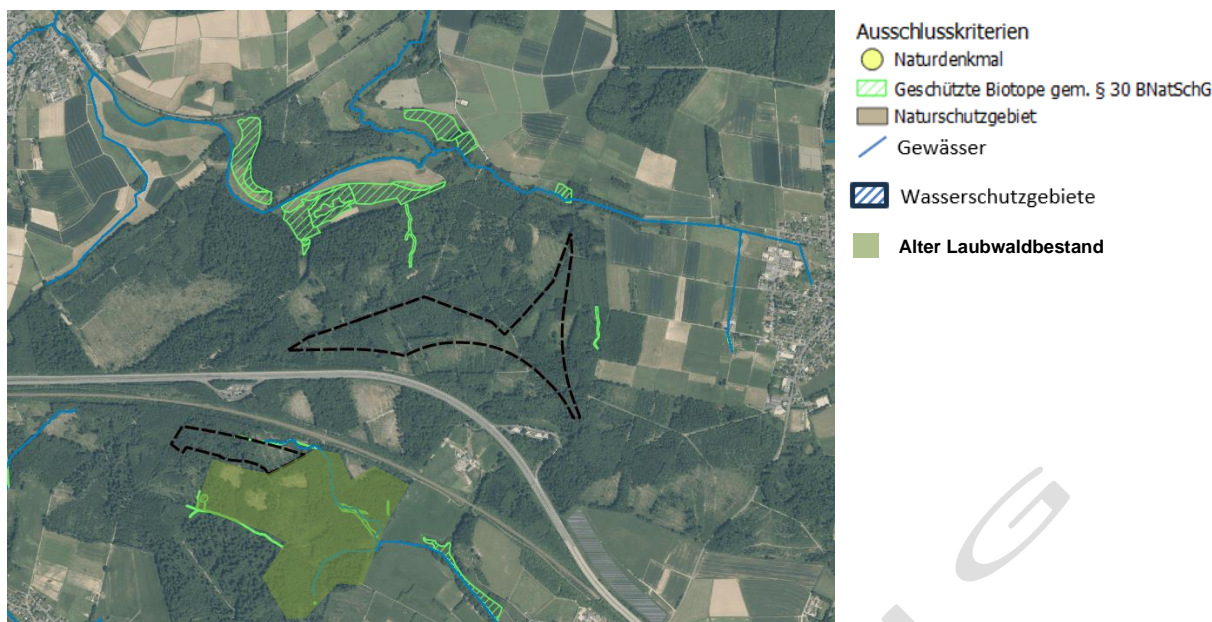 Ausschlusskriterien
Naturdenkmal
Geschützte Biotope gem. § 30 BNatSchG
Naturschutzgebiet
Gewässer
Wasserschutzgebiete
Alter Laubwaldbestand
G